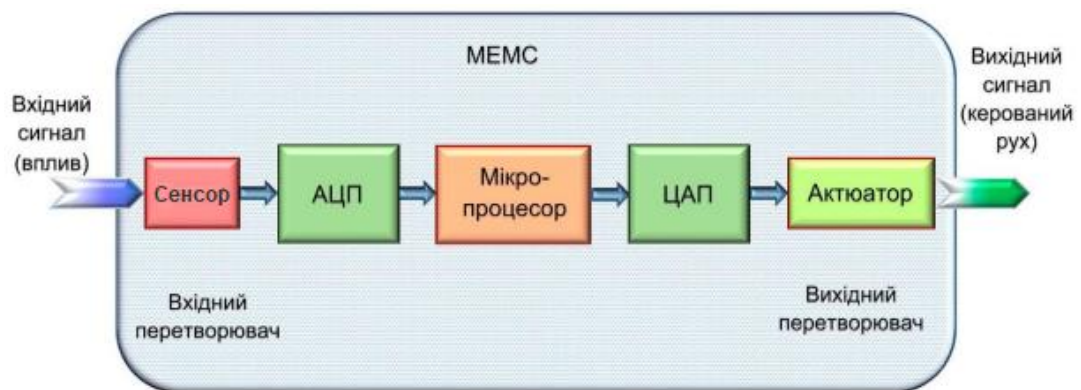 МЕМС
Вхідний
сигнал
(вплив)
Вихідний
сигнал
(керований
рух)
Сенсор
АЦП
Мікро-
процесор
ЦАП
Актюатор
Вхідний
перетворювач
Вихідний
перетворювач